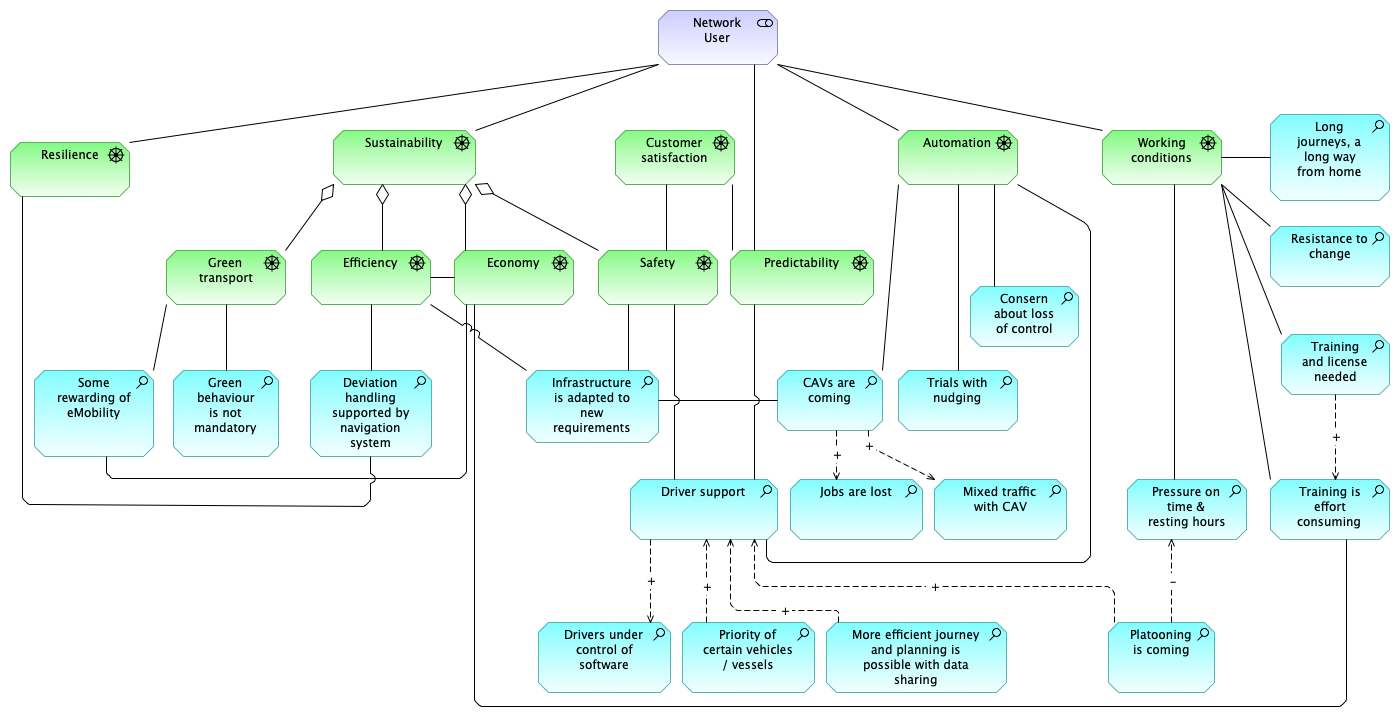 Network
User
Resilience
Sustainability
Customer
satisfaction
Automation
Working
conditions
Long
journeys, a
long way
from home
Resistance to
change
Green
transport
Efficiency
Economy
Safety
Predictability
Consern
about loss
of control
Training
and license
needed
Some
rewarding of
eMobility
Green
behaviour
is not
mandatory
Deviation
handling
supported by
navigation
system
Infrastructure
is adapted to
new
requirements
CAVs are
coming
Trials with
nudging
+
+
+
Driver support
Jobs are lost
Mixed traffic
with CAV
Pressure on
time &
resting hours
Training is
effort
consuming
+
+
+
+
-
Drivers under
control of
software
Priority of
certain vehicles
/ vessels
More efficient journey
and planning is
possible with data
sharing
Platooning
is coming